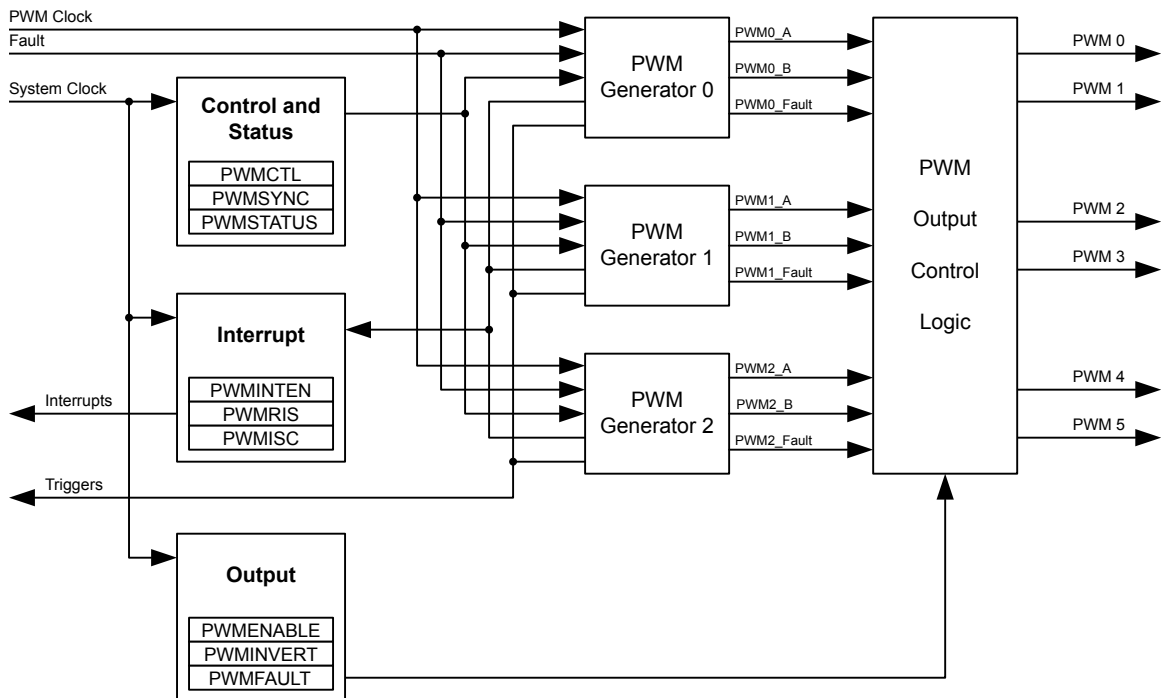 PWM Clock
Fault
System Clock
Control and
Status
PWMCTL
PWMSYNC
PWMSTATUS
Interrupt
PWMINTEN
PWMRIS
PWMISC
Interrupts
Triggers
Output
PWMENABLE
PWMINVERT
PWMFAULT
PWM
Generator 0
PWM0_A
PWM0_B
PWM0_Fault
PWM
Generator 1
PWM1_A
PWM1_B
PWM1_Fault
PWM
Generator 2
PWM2_A
PWM2_B
PWM2_Fault
PWM
Output
Control
Logic
PWM 0
PWM 1
PWM 2
PWM 3
PWM 4
PWM 5